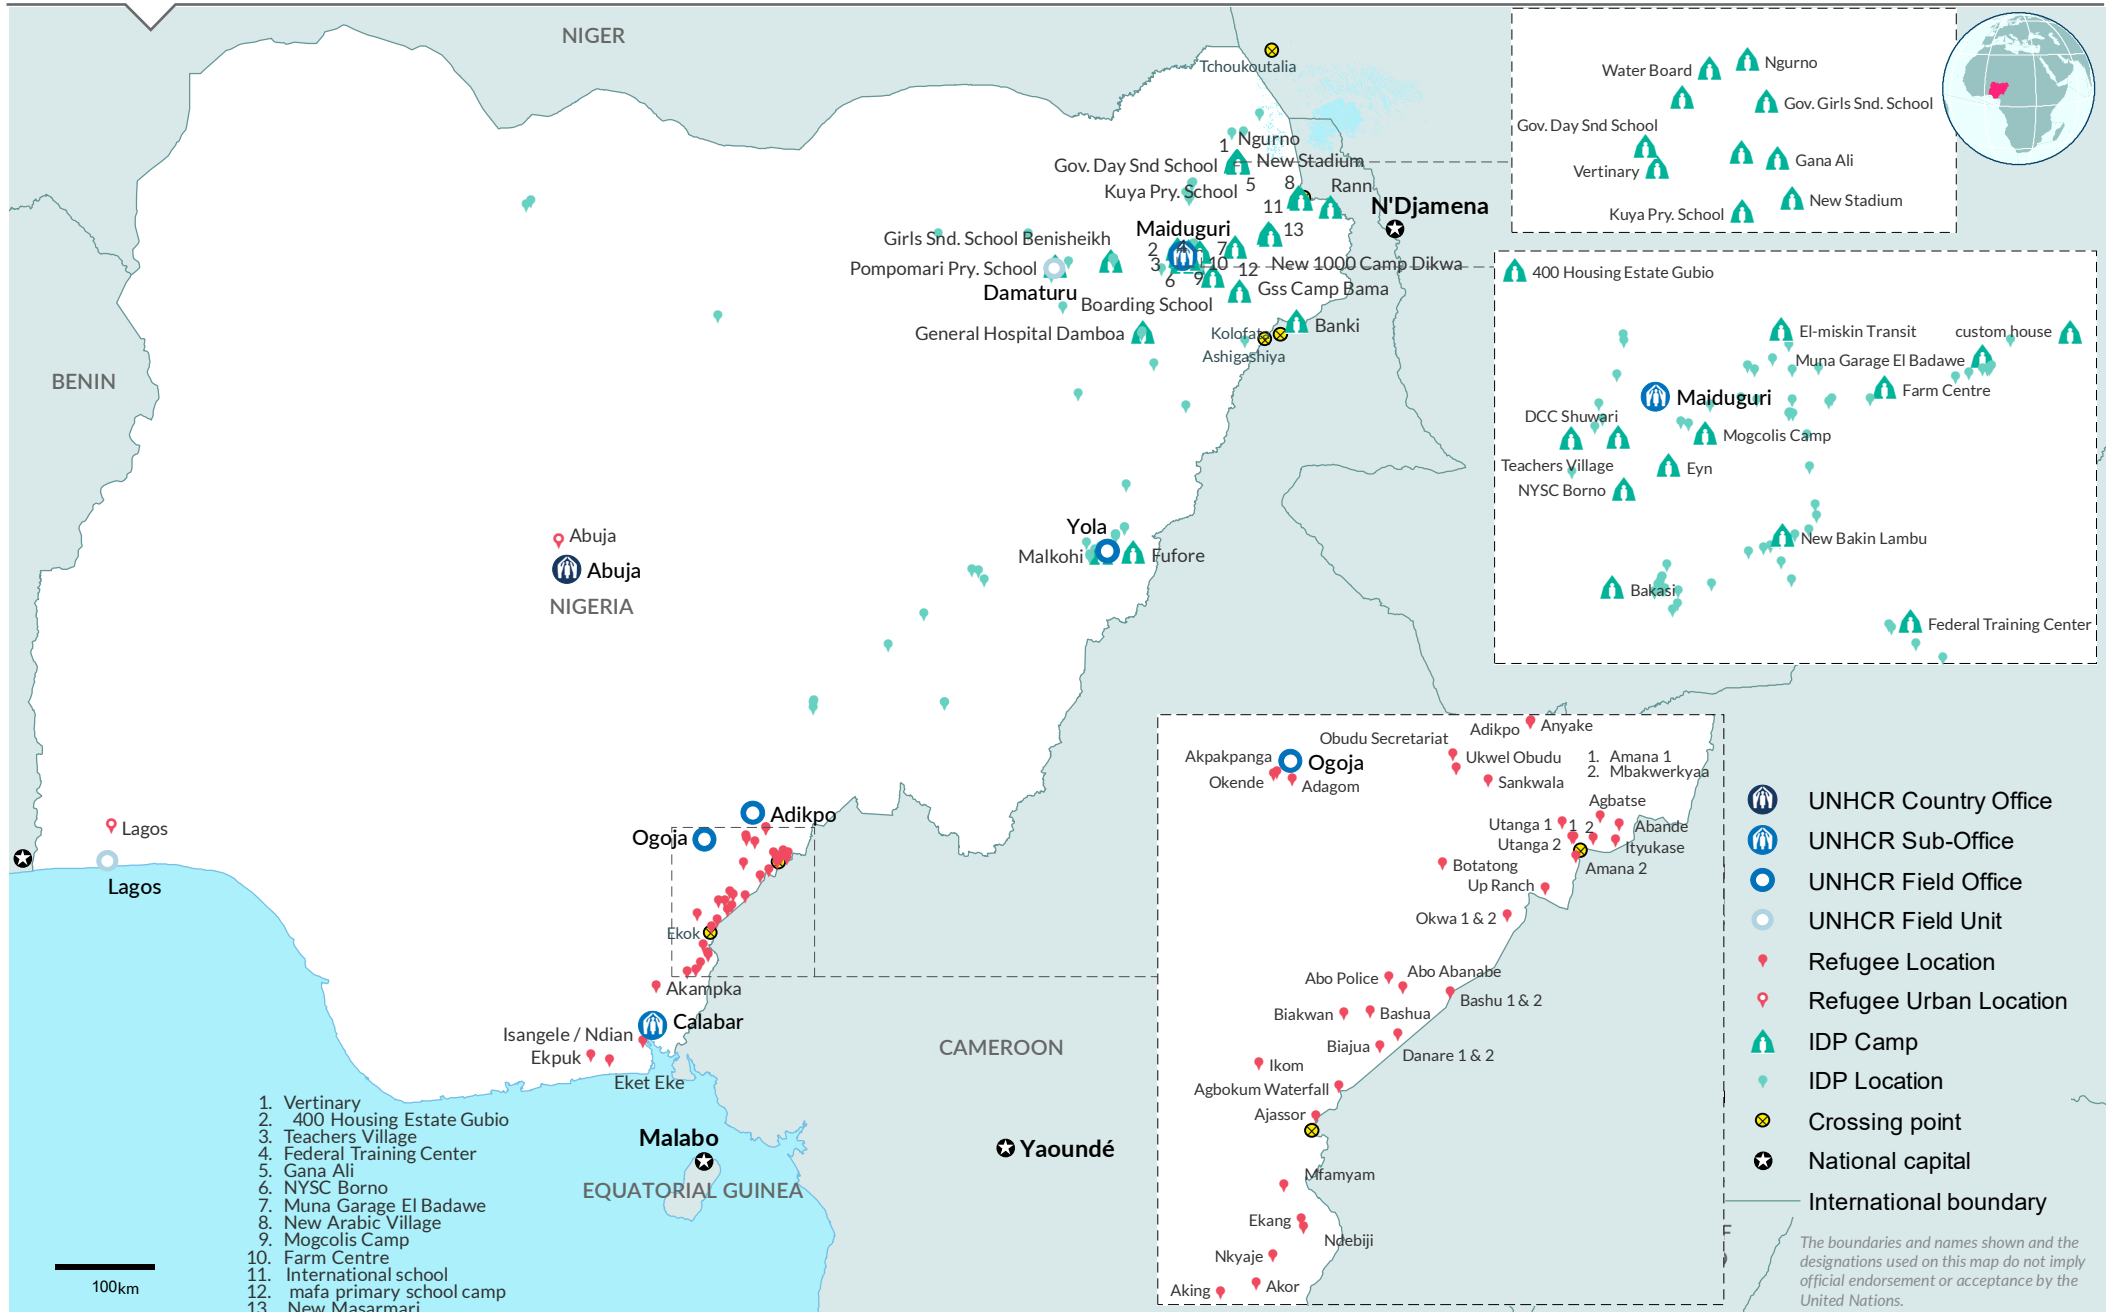 NIGER
Tchoukoutalia
1 Ngurno
Gov. Day Snd School
New Stadium
Kuya Pry. School
5
8
Rann
11
N'Djamena
Maiduguri
13
Girls Snd. School Benisheikh
2
4
7
Pompomari Pry. School
3
10
New 1000 Camp Dikwa
12
6
9
Damaturu
Gss Camp Bama
Boarding School
General Hospital Damboa
Banki
Ashigashiya
BENIN
Yola
Malkohi
Fufore
Abuja
Abuja
NIGERIA
Lagos
Lagos
Adikpo
Ogoja
Ekok
Akampka
Calabar
Isangele / Ndian
Ekpuk
Eket Eke
CAMEROON
Malabo
Yaoundé
EQUATORIAL GUINEA
1. Vertinary
2. 400 Housing Estate Gubio
3. Teachers Village
4. Federal Training Center
5. Gana Ali
6. NYSC Borno
7. Muna Garage El Badawe
8. New Arabic Village
9. Mogcolis Camp
10. Farm Centre
11. International school
12. mafa primary school camp
13. New Masarmari
100km
Water Board
Ngurno
Gov. Girls Snd. School
Gov. Day Snd School
Vertinary
Gana Ali
New Stadium
Kuya Pry. School
400 Housing Estate Gubio
El-miskin Transit
custom house
Muna Garage El Badawe
Farm Centre
Maiduguri
DCC Shuwari
Mogcolis Camp
Teachers Village
Eyn
NYSC Borno
New Bakin Lambu
Bakasi
Federal Training Center
Adikpo
Anyake
Obudu Secretariat
Akpakpanga
Ogoja
Ukwel Obudu
1. Amana 1
2. Mbakwerkyaa
Okende
Adagom
Sankwala
Agbatse
Utanga 1
1
2
Abande
Utanga 2
Ityukase
Botatong
Amana 2
Up Ranch
Okwa 1 & 2
Abo Police
Abo Abanabe
Bashu 1 & 2
Biakwan
Bashua
Biajua
Danare 1 & 2
Ikom
Agbokum Waterfall
Ajassor
Mfamyam
Ekang
Ndebiji
Nkyaje
Aking
Akor
UNHCR Country Office
UNHCR Sub-Office
UNHCR Field Office
UNHCR Field Unit
Refugee Location
Refugee Urban Location
IDP Camp
IDP Location
Crossing point
National capital
International boundary
The boundaries and names shown and the
designations used on this map do not imply
official endorsement or acceptance by the
United Nations.